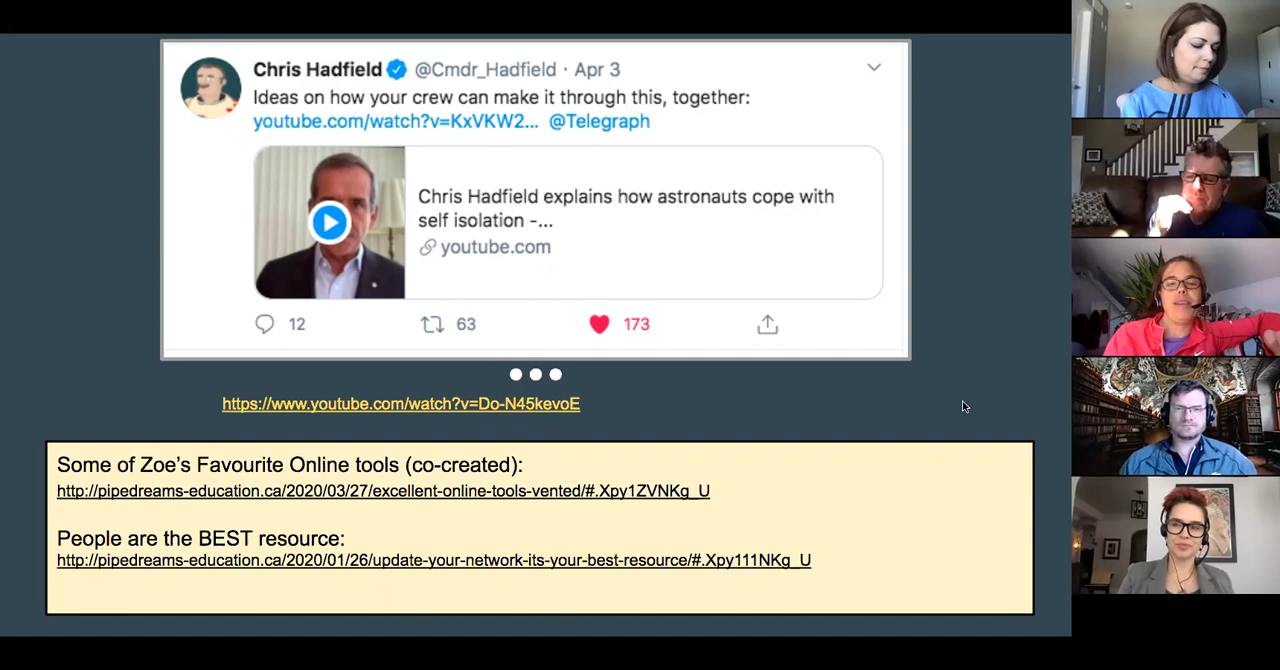 Chris Hadfield @Cmdr_Hadfield · Apr 3
Ideas on how your crew can make it through this, together:
youtube.com/watch?v=KxVKW2... @Telegraph
Chris Hadfield explains how astronauts cope with
self isolation -...
youtube.com
12 63 173
https://www.youtube.com/watch?v=Do-N45kevoE
Some of Zoe's Favourite Online tools (co-created):
http://pipedreams-education.ca/2020/03/27/excellent-online-tools-vented/#.Xpy1ZVNKg_U
People are the BEST resource:
http://pipedreams-education.ca/2020/01/26/update-your-network-its-your-best-resource/#.Xpy111NKg_U